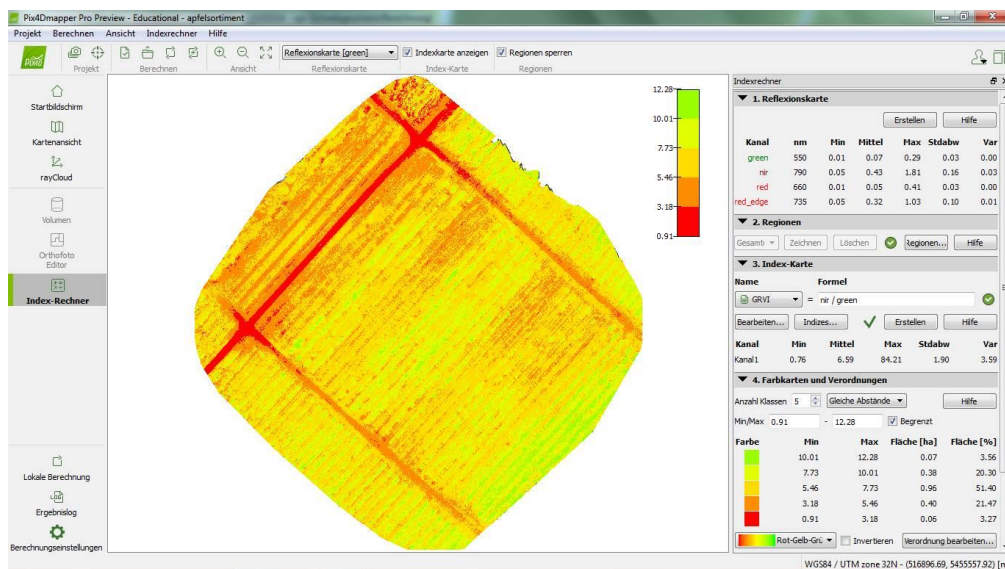 Pix4Dmapper Pro Preview - Educational - apfelsortiment
Projekt Berechnen Ansicht Indexrechner Hilfe
Reflexionskarte [green] Indexkarte anzeigen Regionen sperren
Projekt Berechnen Ansicht Reflexionskarte Index-Karte Regionen
Startbildschirm
Kartenansicht
rayCloud
Volumen
Orthofoto
Editor
Index-Rechner
Lokale Berechnung
Ergebnislog
Berechnungseinstellungen
12.28
10.01
7.73
5.46
3.18
0.91
Indexrechner
1. Reflexionskarte
Erstellen Hilfe
Kanal nm Min Mittel Max Stdabw Var
green 550 0.01 0.07 0.29 0.03 0.00
nir 790 0.05 0.43 1.81 0.16 0.03
red 660 0.01 0.05 0.41 0.03 0.00
red_edge 735 0.05 0.32 1.03 0.10 0.01
2. Regionen
Gesamt Zeichnen Löschen Regionen... Hilfe
3. Index-Karte
Name Formel
GRVI = nir / green
Bearbeiten... Indizes... Erstellen Hilfe
Kanal Min Mittel Max Stdabw Var
Kanal1 0.76 6.59 84.21 1.90 3.59
4. Farbkarten und Verordnungen
Anzahl Klassen 5 Gleiche Abstände Hilfe
Min/Max 0.91 - 12.28 Begrenzt
Farbe Min Max Fläche [ha] Fläche [%]
10.01 12.28 0.07 3.56
7.73 10.01 0.38 20.30
5.46 7.73 0.96 51.40
3.18 5.46 0.40 21.47
0.91 3.18 0.06 3.27
Rot-Gelb-Grü Invertieren Verordnung bearbeiten...
WGS84 / UTM zone 32N - (516896.69, 5455557.92)